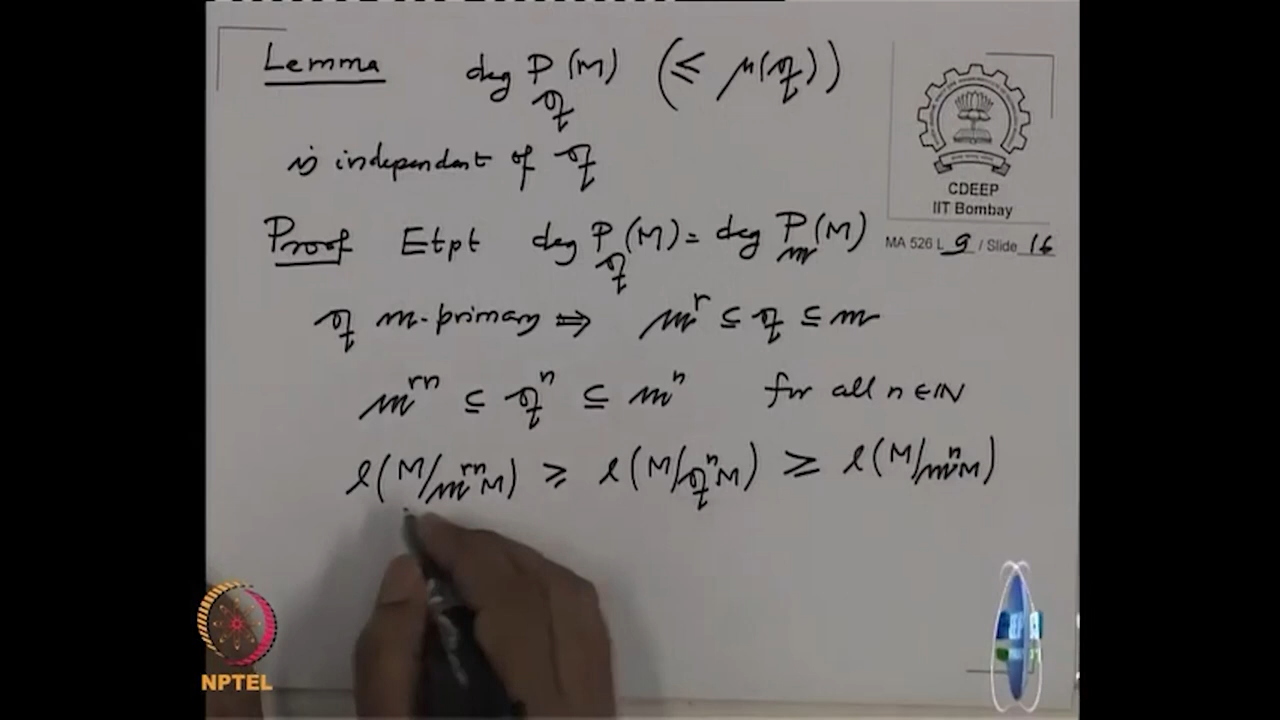 Lemma deg P_𝔮(M) (≤ μ(𝔮))
is independent of 𝔮
Proof Etpt deg P_𝔮(M) = deg P_𝔪(M)
𝔮 𝔪-primary ⇒ 𝔪^r ⊆ 𝔮 ⊆ 𝔪
𝔪^{rn} ⊆ 𝔮^n ⊆ 𝔪^n for all n ∈ ℕ
ℓ(M/𝔪^{rn}M) ≥ ℓ(M/𝔮^nM) ≥ ℓ(M/𝔪^nM)
CDEEP
IIT Bombay
MA 526 L 9 / Slide 16
NPTEL